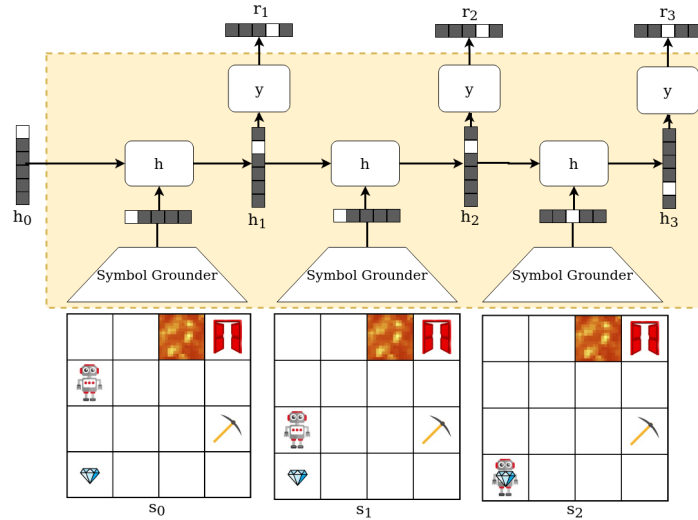 r1 r2 r3
y y y
h h h
h0 h1 h2 h3
Symbol Grounder Symbol Grounder Symbol Grounder
s0 s1 s2